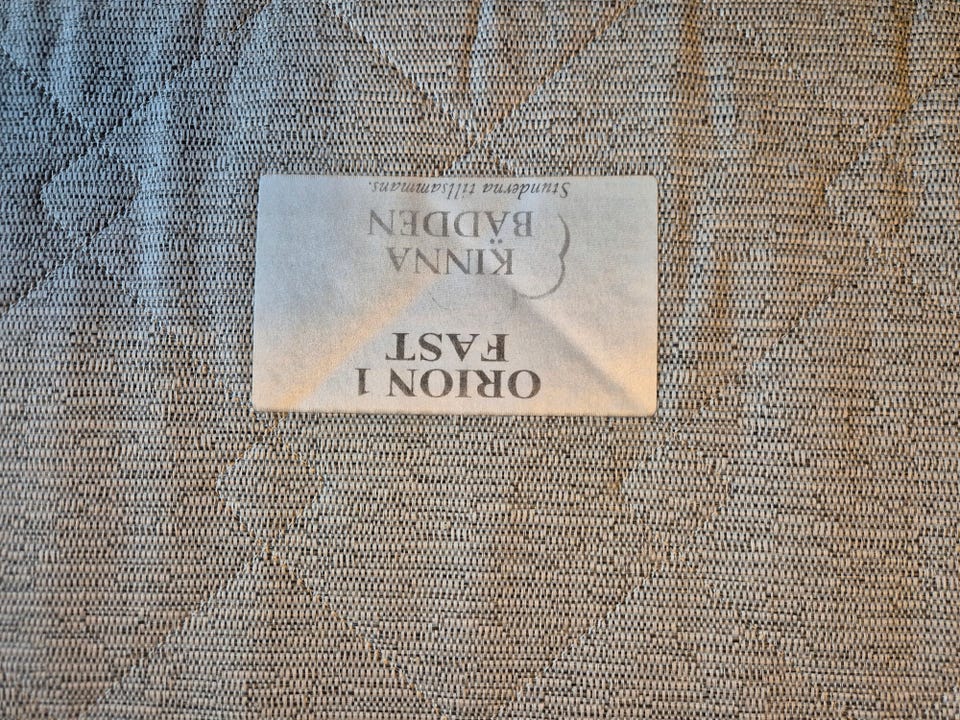 ORION 1
FAST
KINNA
BÄDDEN
Stunderna tillsammans.